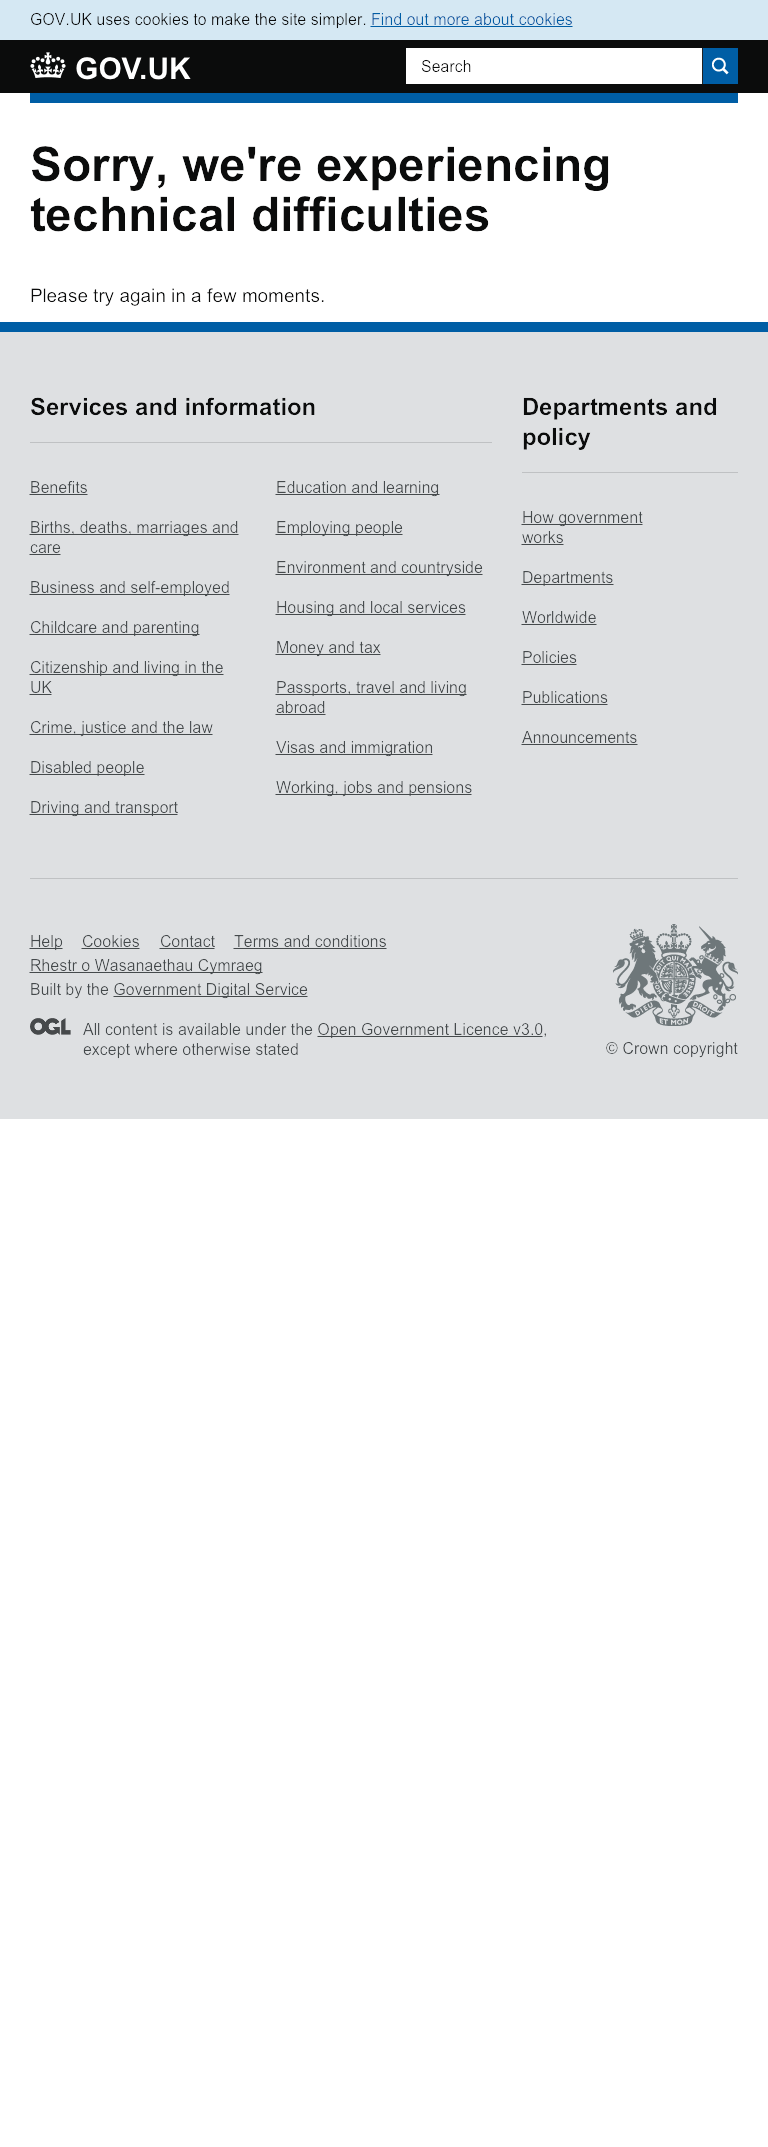 GOV.UK uses cookies to make the site simpler. Find out more about cookies
GOV.UK
Search
Sorry, we're experiencing
technical difficulties
Please try again in a few moments.
Services and information
Benefits
Births, deaths, marriages and
care
Business and self-employed
Childcare and parenting
Citizenship and living in the
UK
Crime, justice and the law
Disabled people
Driving and transport
Education and learning
Employing people
Environment and countryside
Housing and local services
Money and tax
Passports, travel and living
abroad
Visas and immigration
Working, jobs and pensions
Departments and
policy
How government
works
Departments
Worldwide
Policies
Publications
Announcements
Help Cookies Contact Terms and conditions
Rhestr o Wasanaethau Cymraeg
Built by the Government Digital Service
OGL
All content is available under the Open Government Licence v3.0,
except where otherwise stated
DIEU ET MON DROIT
© Crown copyright